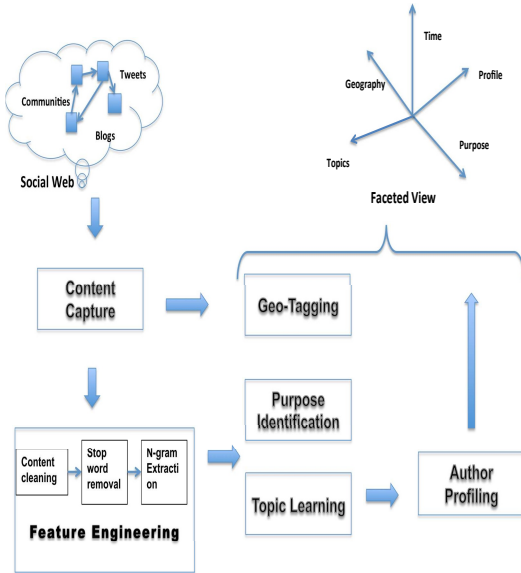 Tweets
Communities
Blogs
Social Web
Time
Profile
Geography
Purpose
Topics
Faceted View
Content
Capture
Geo-Tagging
Purpose
Identification
Content
cleaning
Stop
word
removal
N-gram
Extracti
on
Feature Engineering
Topic Learning
Author
Profiling